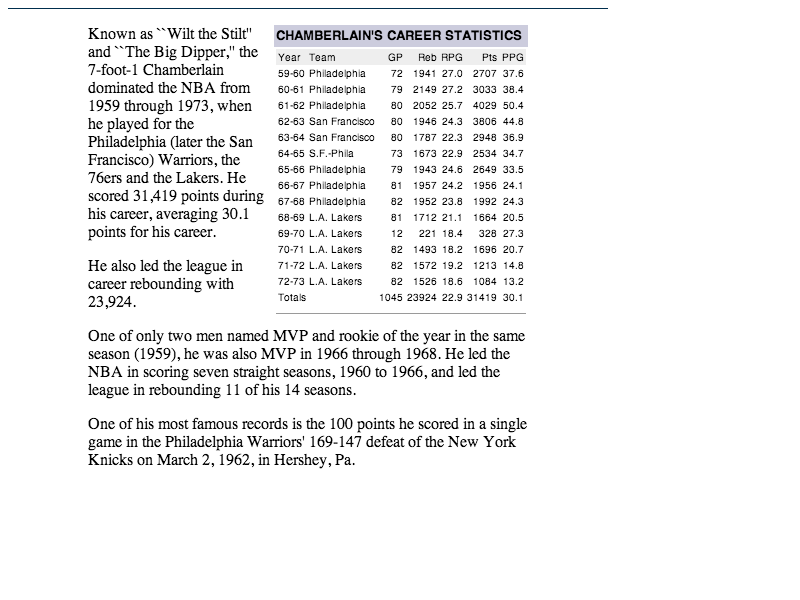 Known as ``Wilt the Stilt''
and ``The Big Dipper,'' the
7-foot-1 Chamberlain
dominated the NBA from
1959 through 1973, when
he played for the
Philadelphia (later the San
Francisco) Warriors, the
76ers and the Lakers. He
scored 31,419 points during
his career, averaging 30.1
points for his career.
He also led the league in
career rebounding with
23,924.
CHAMBERLAIN'S CAREER STATISTICS
Year Team GP Reb RPG Pts PPG
59-60 Philadelphia 72 1941 27.0 2707 37.6
60-61 Philadelphia 79 2149 27.2 3033 38.4
61-62 Philadelphia 80 2052 25.7 4029 50.4
62-63 San Francisco 80 1946 24.3 3806 44.8
63-64 San Francisco 80 1787 22.3 2948 36.9
64-65 S.F.-Phila 73 1673 22.9 2534 34.7
65-66 Philadelphia 79 1943 24.6 2649 33.5
66-67 Philadelphia 81 1957 24.2 1956 24.1
67-68 Philadelphia 82 1952 23.8 1992 24.3
68-69 L.A. Lakers 81 1712 21.1 1664 20.5
69-70 L.A. Lakers 12 221 18.4 328 27.3
70-71 L.A. Lakers 82 1493 18.2 1696 20.7
71-72 L.A. Lakers 82 1572 19.2 1213 14.8
72-73 L.A. Lakers 82 1526 18.6 1084 13.2
Totals 1045 23924 22.9 31419 30.1
One of only two men named MVP and rookie of the year in the same
season (1959), he was also MVP in 1966 through 1968. He led the
NBA in scoring seven straight seasons, 1960 to 1966, and led the
league in rebounding 11 of his 14 seasons.
One of his most famous records is the 100 points he scored in a single
game in the Philadelphia Warriors' 169-147 defeat of the New York
Knicks on March 2, 1962, in Hershey, Pa.